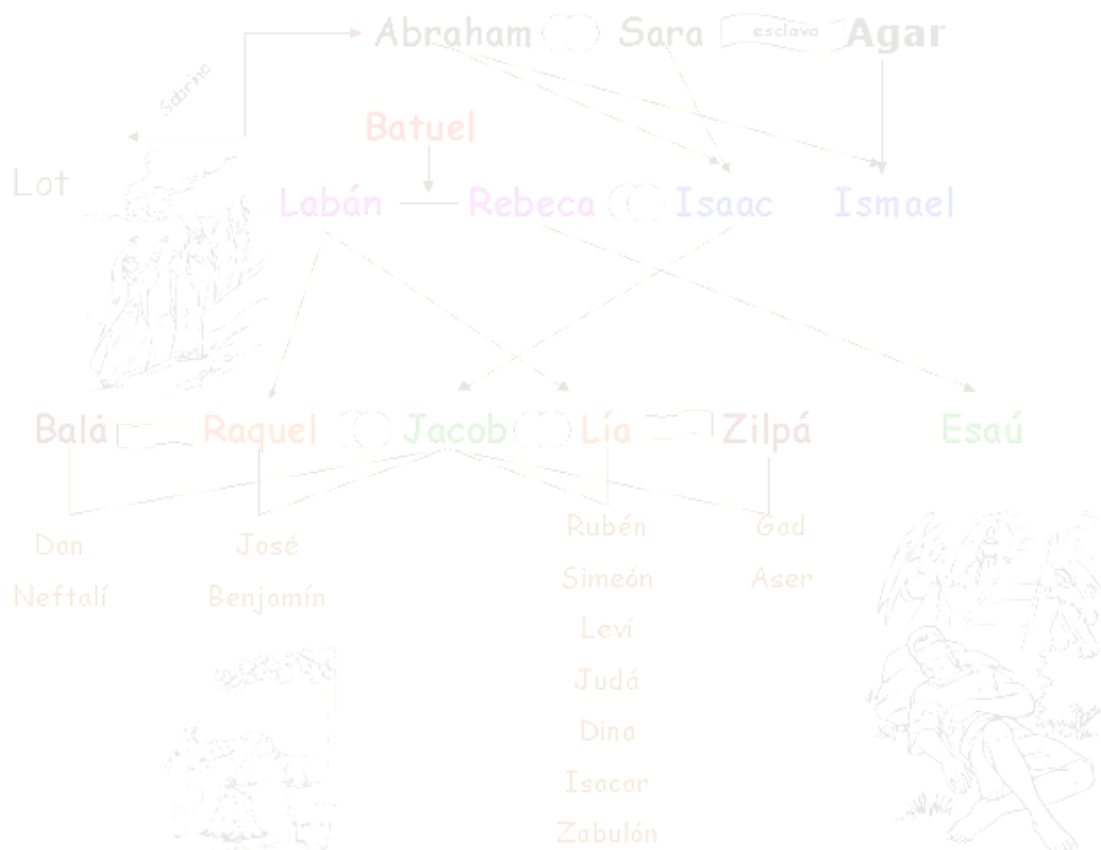 Abraham Sara esclava Agar
Sobrino
Batuel
Lot
Labán Rebeca Isaac Ismael
Balá Raquel Jacob Lía Zilpá Esaú
Rubén Gad
Dan José
Simeón Aser
Neftalí Benjamín
Leví
Judá
Dina
Isacar
Zabulón